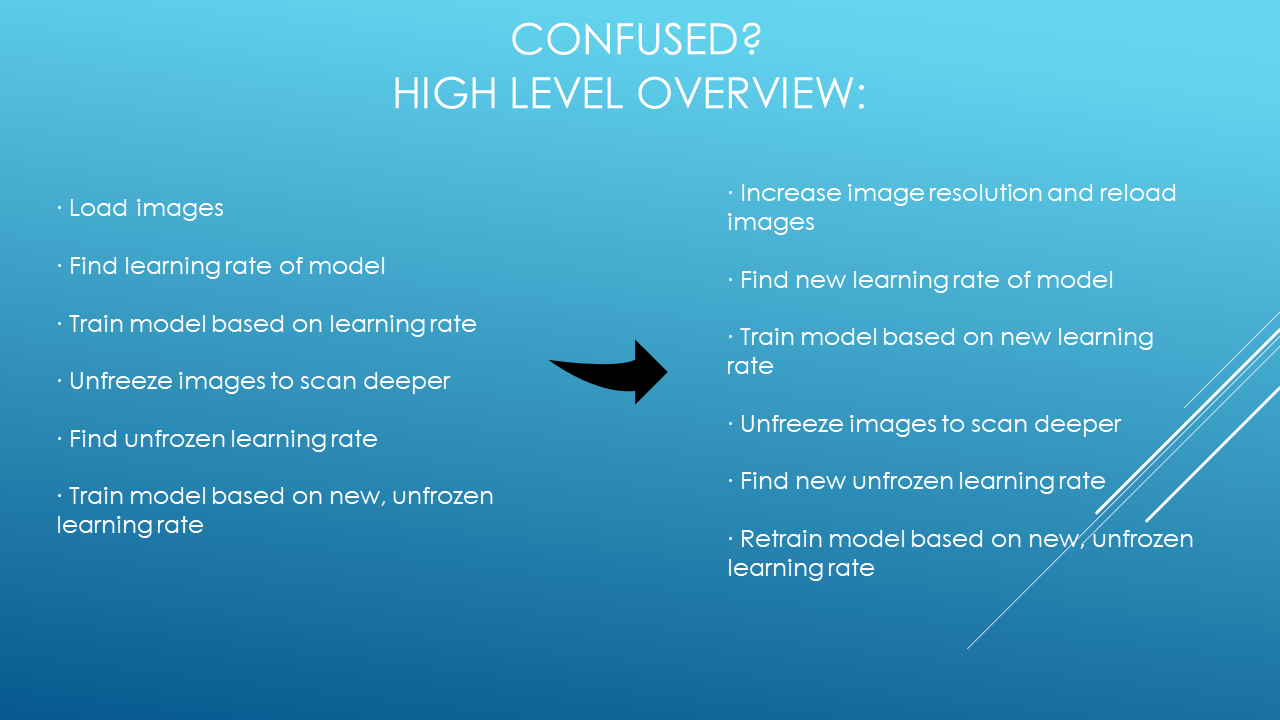 CONFUSED?
HIGH LEVEL OVERVIEW:
· Load images
· Find learning rate of model
· Train model based on learning rate
· Unfreeze images to scan deeper
· Find unfrozen learning rate
· Train model based on new, unfrozen
learning rate
· Increase image resolution and reload
images
· Find new learning rate of model
· Train model based on new learning
rate
· Unfreeze images to scan deeper
· Find new unfrozen learning rate
· Retrain model based on new, unfrozen
learning rate